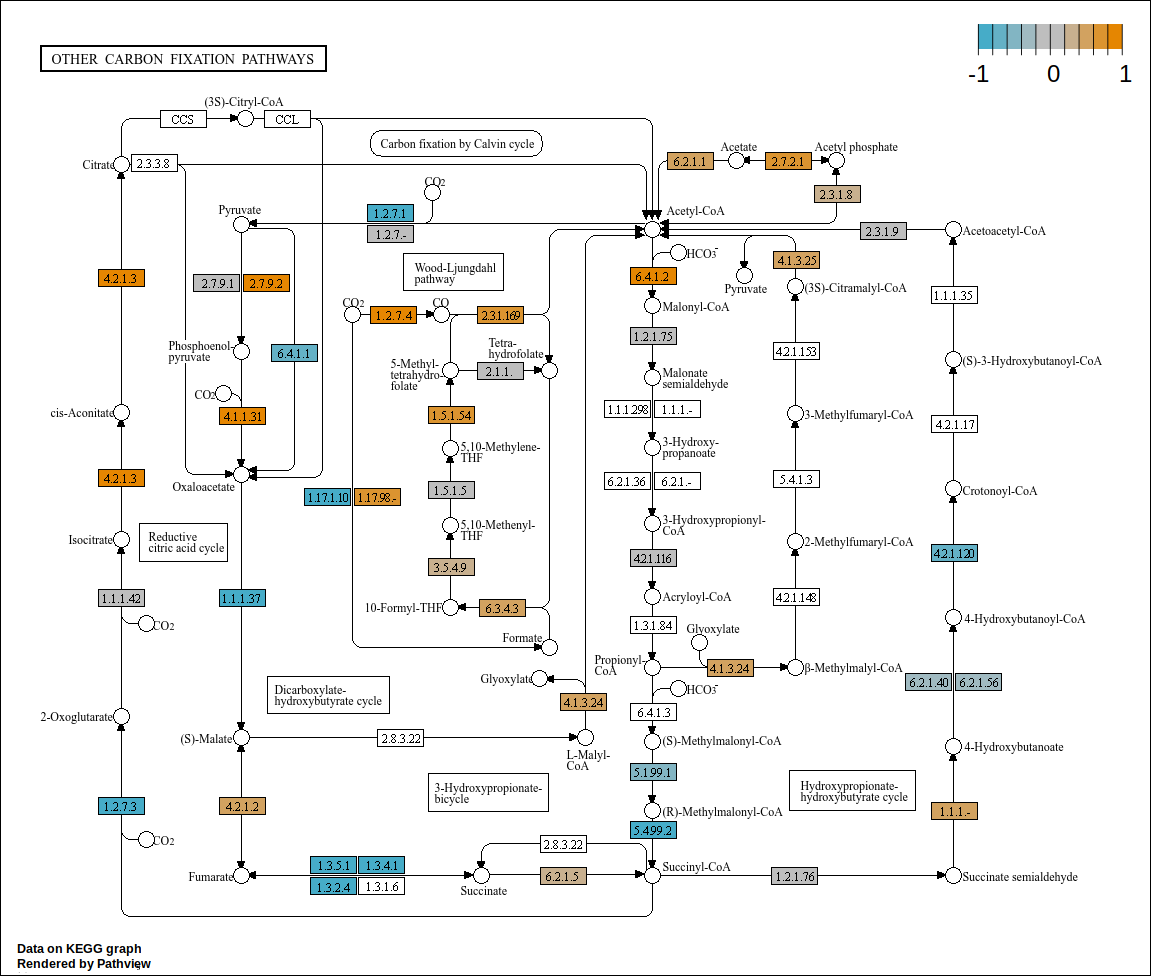 OTHER CARBON FIXATION PATHWAYS
-1 0 1
(3S)-Citryl-CoA
CCS
CCL
Carbon fixation by Calvin cycle
Citrate
2.3.3.8
6.2.1.1
Acetate
2.7.2.1
Acetyl phosphate
CO2
2.3.1.8
Pyruvate
1.2.7.1
1.2.7.-
Acetyl-CoA
2.3.1.9
Acetoacetyl-CoA
HCO3-
4.2.1.3
2.7.9.1
2.7.9.2
Wood-Ljungdahl
pathway
6.4.1.2
Pyruvate
4.1.3.25
(3S)-Citramalyl-CoA
1.1.1.35
CO2
1.2.7.4
CO
2.3.1.169
Malonyl-CoA
1.2.1.75
Phosphoenol-
pyruvate
6.4.1.1
Tetra-
hydrofolate
5-Methyl-
tetrahydro-
folate
2.1.1.
4.2.1.153
(S)-3-Hydroxybutanoyl-CoA
Malonate
semialdehyde
CO2
cis-Aconitate
4.1.1.31
1.5.1.54
1.1.1.298
1.1.1.-
3-Methylfumaryl-CoA
4.2.1.17
5,10-Methylene-
THF
3-Hydroxy-
propanoate
4.2.1.3
Oxaloacetate
1.17.1.10
1.17.98.-
1.5.1.5
6.2.1.36
6.2.1.-
5.4.1.3
Crotonoyl-CoA
5,10-Methenyl-
THF
3-Hydroxypropionyl-
CoA
Isocitrate
Reductive
citric acid cycle
2-Methylfumaryl-CoA
4.2.1.120
3.5.4.9
4.2.1.116
1.1.1.42
1.1.1.37
10-Formyl-THF
6.3.4.3
Acryloyl-CoA
4.2.1.148
CO2
1.3.1.84
Glyoxylate
4-Hydroxybutanoyl-CoA
Formate
Propionyl-
CoA
4.1.3.24
β-Methylmalyl-CoA
Glyoxylate
HCO3-
6.2.1.40
6.2.1.56
Dicarboxylate-
hydroxybutyrate cycle
4.1.3.24
6.4.1.3
2-Oxoglutarate
(S)-Malate
2.8.3.22
L-Malyl-
CoA
(S)-Methylmalonyl-CoA
4-Hydroxybutanoate
5.1.99.1
3-Hydroxypropionate-
bicycle
Hydroxypropionate-
hydroxybutyrate cycle
1.2.7.3
4.2.1.2
(R)-Methylmalonyl-CoA
1.1.1.-
5.4.99.2
CO2
2.8.3.22
1.3.5.1
1.3.4.1
Succinyl-CoA
Fumarate
1.3.2.4
1.3.1.6
Succinate
6.2.1.5
1.2.1.76
Succinate semialdehyde
Data on KEGG graph
Rendered by Pathview